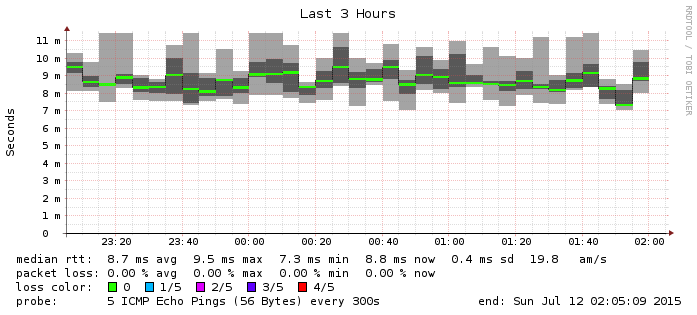 Last 3 Hours
RRDTOOL / TOBI OETIKER
Seconds
11 m
10 m
9 m
8 m
7 m
6 m
5 m
4 m
3 m
2 m
1 m
0
23:20 23:40 00:00 00:20 00:40 01:00 01:20 01:40 02:00
median rtt: 8.7 ms avg 9.5 ms max 7.3 ms min 8.8 ms now 0.4 ms sd 19.8 am/s
packet loss: 0.00 % avg 0.00 % max 0.00 % min 0.00 % now
loss color: 0 1/5 2/5 3/5 4/5
probe: 5 ICMP Echo Pings (56 Bytes) every 300s end: Sun Jul 12 02:05:09 2015